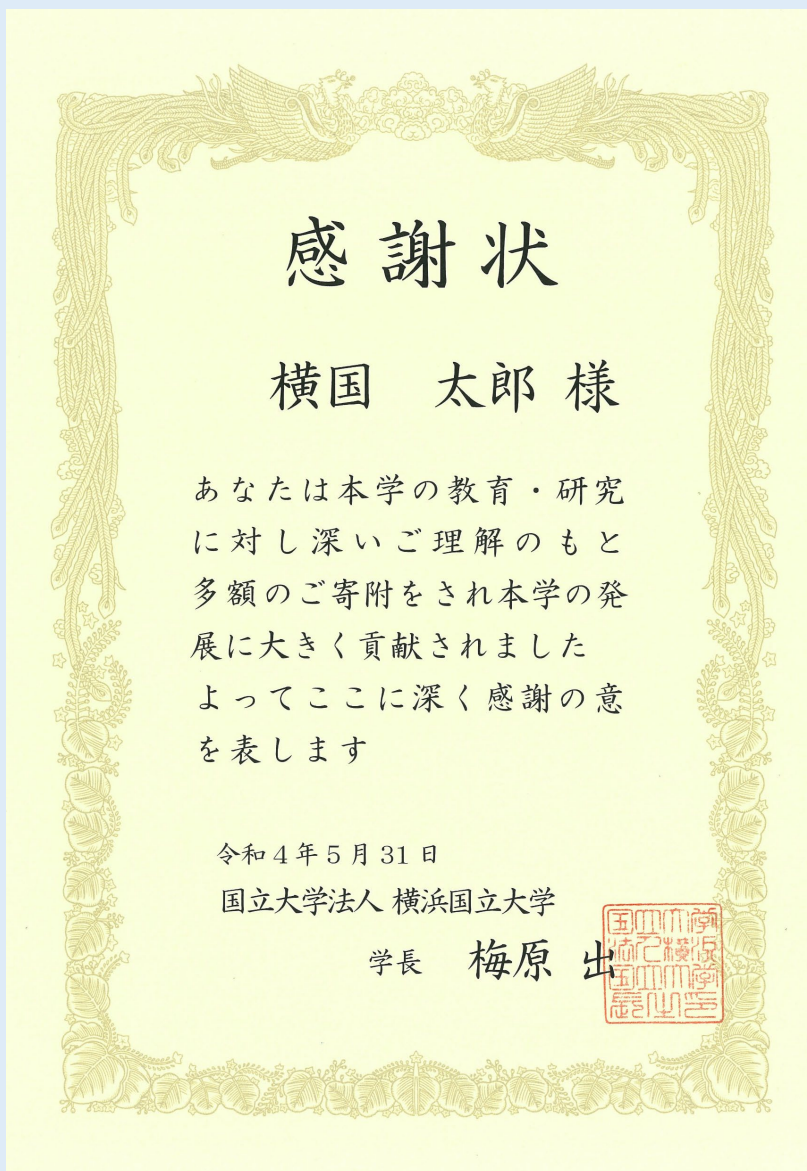 感謝状
横国　太郎 様
あなたは本学の教育・研究
に対し深いご理解のもと
多額のご寄附をされ本学の発
展に大きく貢献されました
よってここに深く感謝の意
を表します
令和４年５月31日
国立大学法人 横浜国立大学
学長　梅原 出